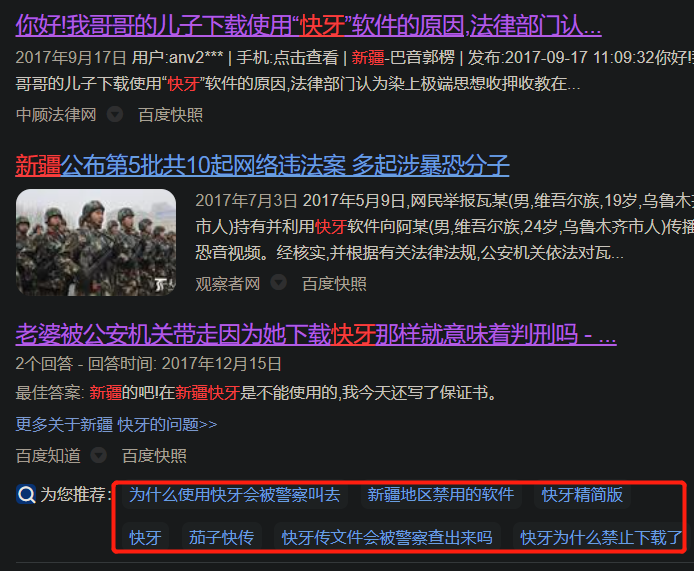 你好!我哥哥的儿子下载使用“快牙”软件的原因,法律部门认...
2017年9月17日 用户:anv2*** | 手机:点击查看 | 新疆-巴音郭楞 | 发布:2017-09-17 11:09:32你好!
哥哥的儿子下载使用“快牙”软件的原因,法律部门认为染上极端思想收押收教在...
中顾法律网 百度快照
新疆公布第5批共10起网络违法案 多起涉暴恐分子
2017年7月3日 2017年5月9日,网民举报瓦某(男,维吾尔族,19岁,乌鲁木齐
市人)持有并利用快牙软件向阿某(男,维吾尔族,24岁,乌鲁木齐市人)传播
恐音视频。经核实,并根据有关法律法规,公安机关依法对瓦...
观察者网 百度快照
老婆被公安机关带走因为她下载快牙那样就意味着判刑吗 - ...
2个回答 - 回答时间: 2017年12月15日
最佳答案: 新疆的吧!在新疆快牙是不能使用的,我今天还写了保证书。
更多关于新疆 快牙的问题>>
百度知道 百度快照
为您推荐: 为什么使用快牙会被警察叫去 新疆地区禁用的软件 快牙精简版
快牙 茄子快传 快牙传文件会被警察查出来吗 快牙为什么禁止下载了